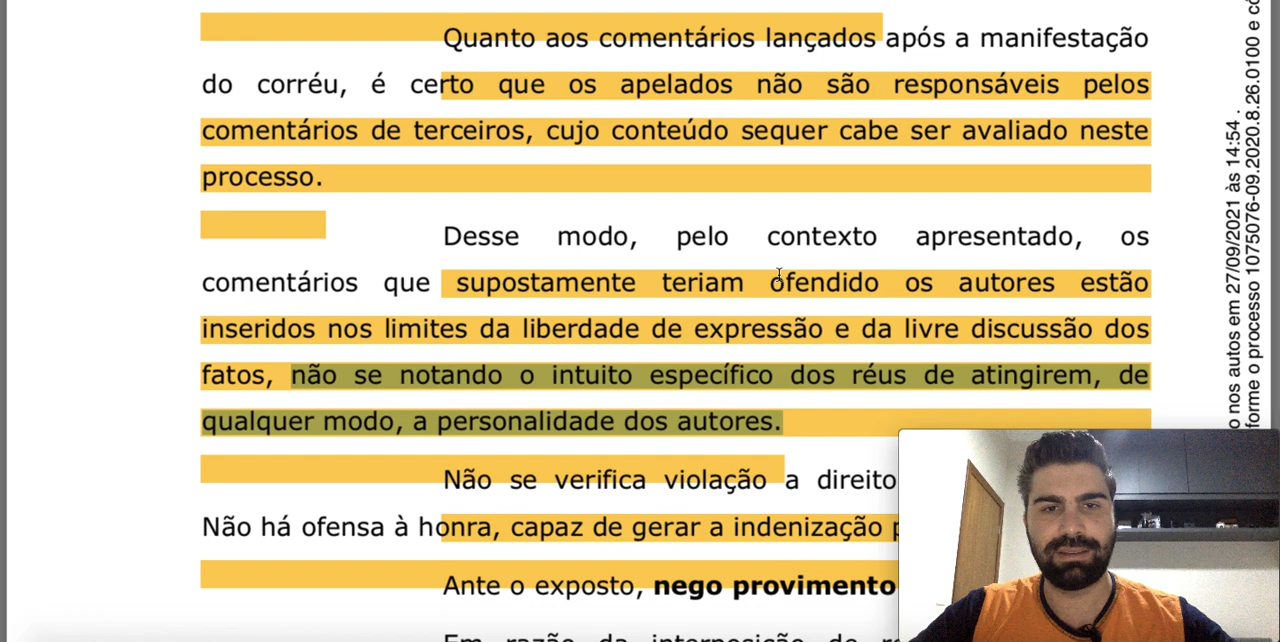 Quanto aos comentários lançados após a manifestação
do corréu, é certo que os apelados não são responsáveis pelos
comentários de terceiros, cujo conteúdo sequer cabe ser avaliado neste
processo.
Desse modo, pelo contexto apresentado, os
comentários que supostamente teriam ofendido os autores estão
inseridos nos limites da liberdade de expressão e da livre discussão dos
fatos, não se notando o intuito específico dos réus de atingirem, de
qualquer modo, a personalidade dos autores.
Não se verifica violação a direito
Não há ofensa à honra, capaz de gerar a indenização
Ante o exposto, nego provimento
Em razão da interposição de
nos autos em 27/09/2021 às 14:54 .
forme o processo 1075076-09.2020.8.26.0100 e